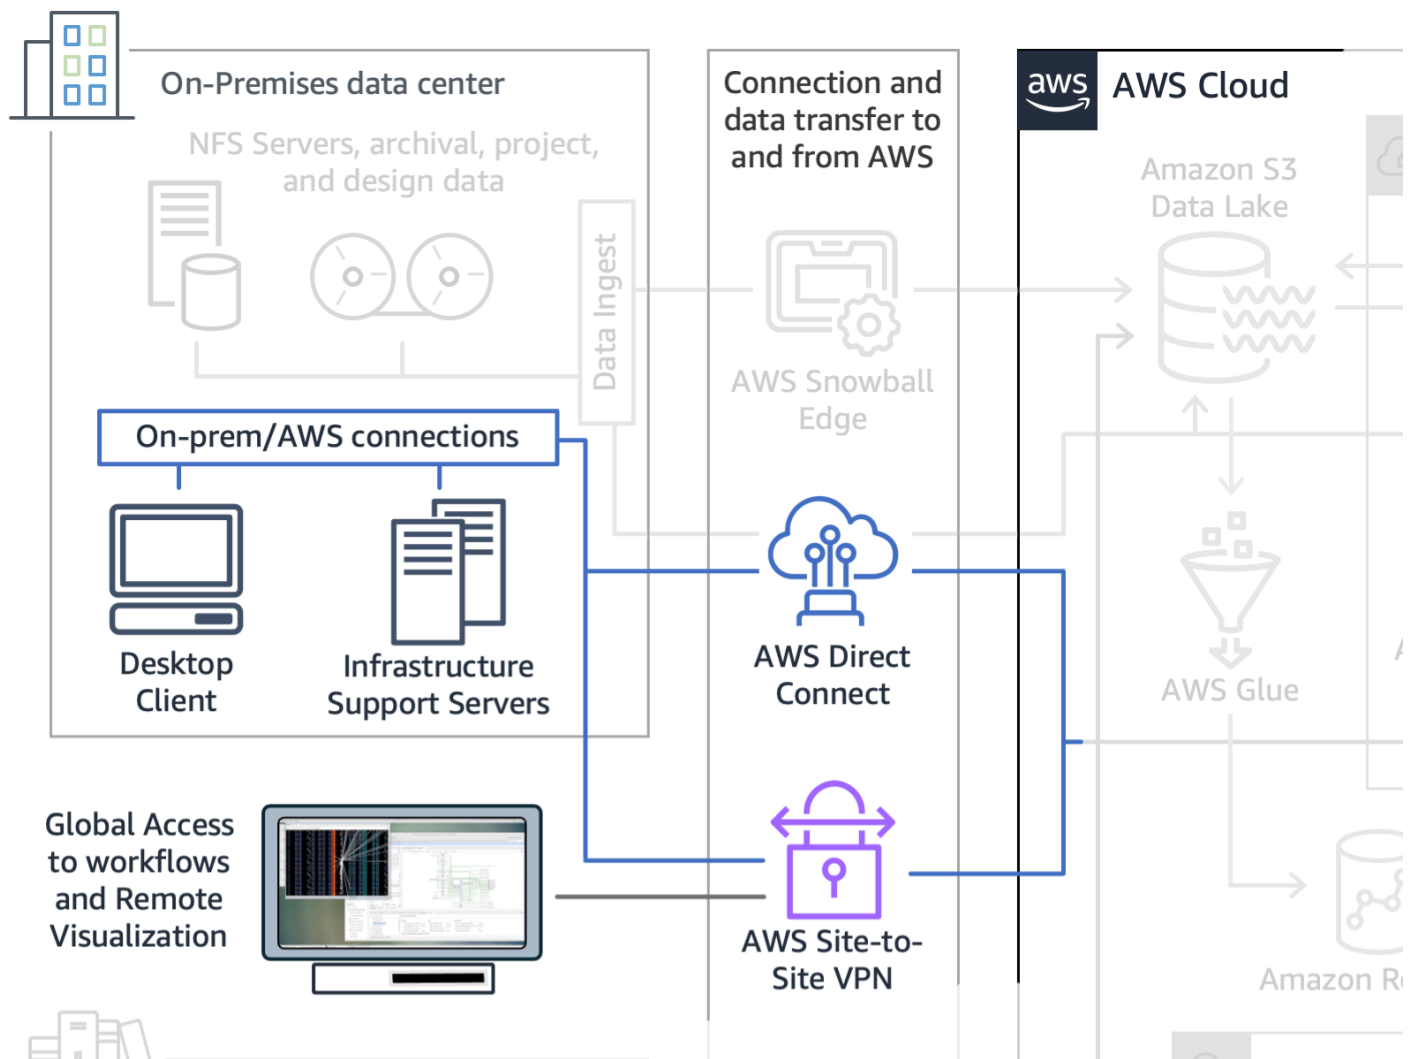 On-Premises data center
NFS Servers, archival, project,
and design data
Data Ingest
On-prem/AWS connections
Desktop
Client
Infrastructure
Support Servers
Global Access
to workflows
and Remote
Visualization
Connection and
data transfer to
and from AWS
AWS Snowball
Edge
AWS Direct
Connect
AWS Site-to-
Site VPN
aws
AWS Cloud
Amazon S3
Data Lake
AWS Glue
Amazon